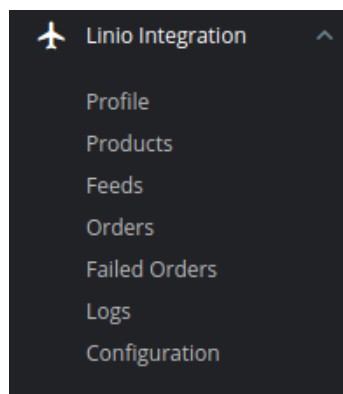 Linio Integration
Profile
Products
Feeds
Orders
Failed Orders
Logs
Configuration